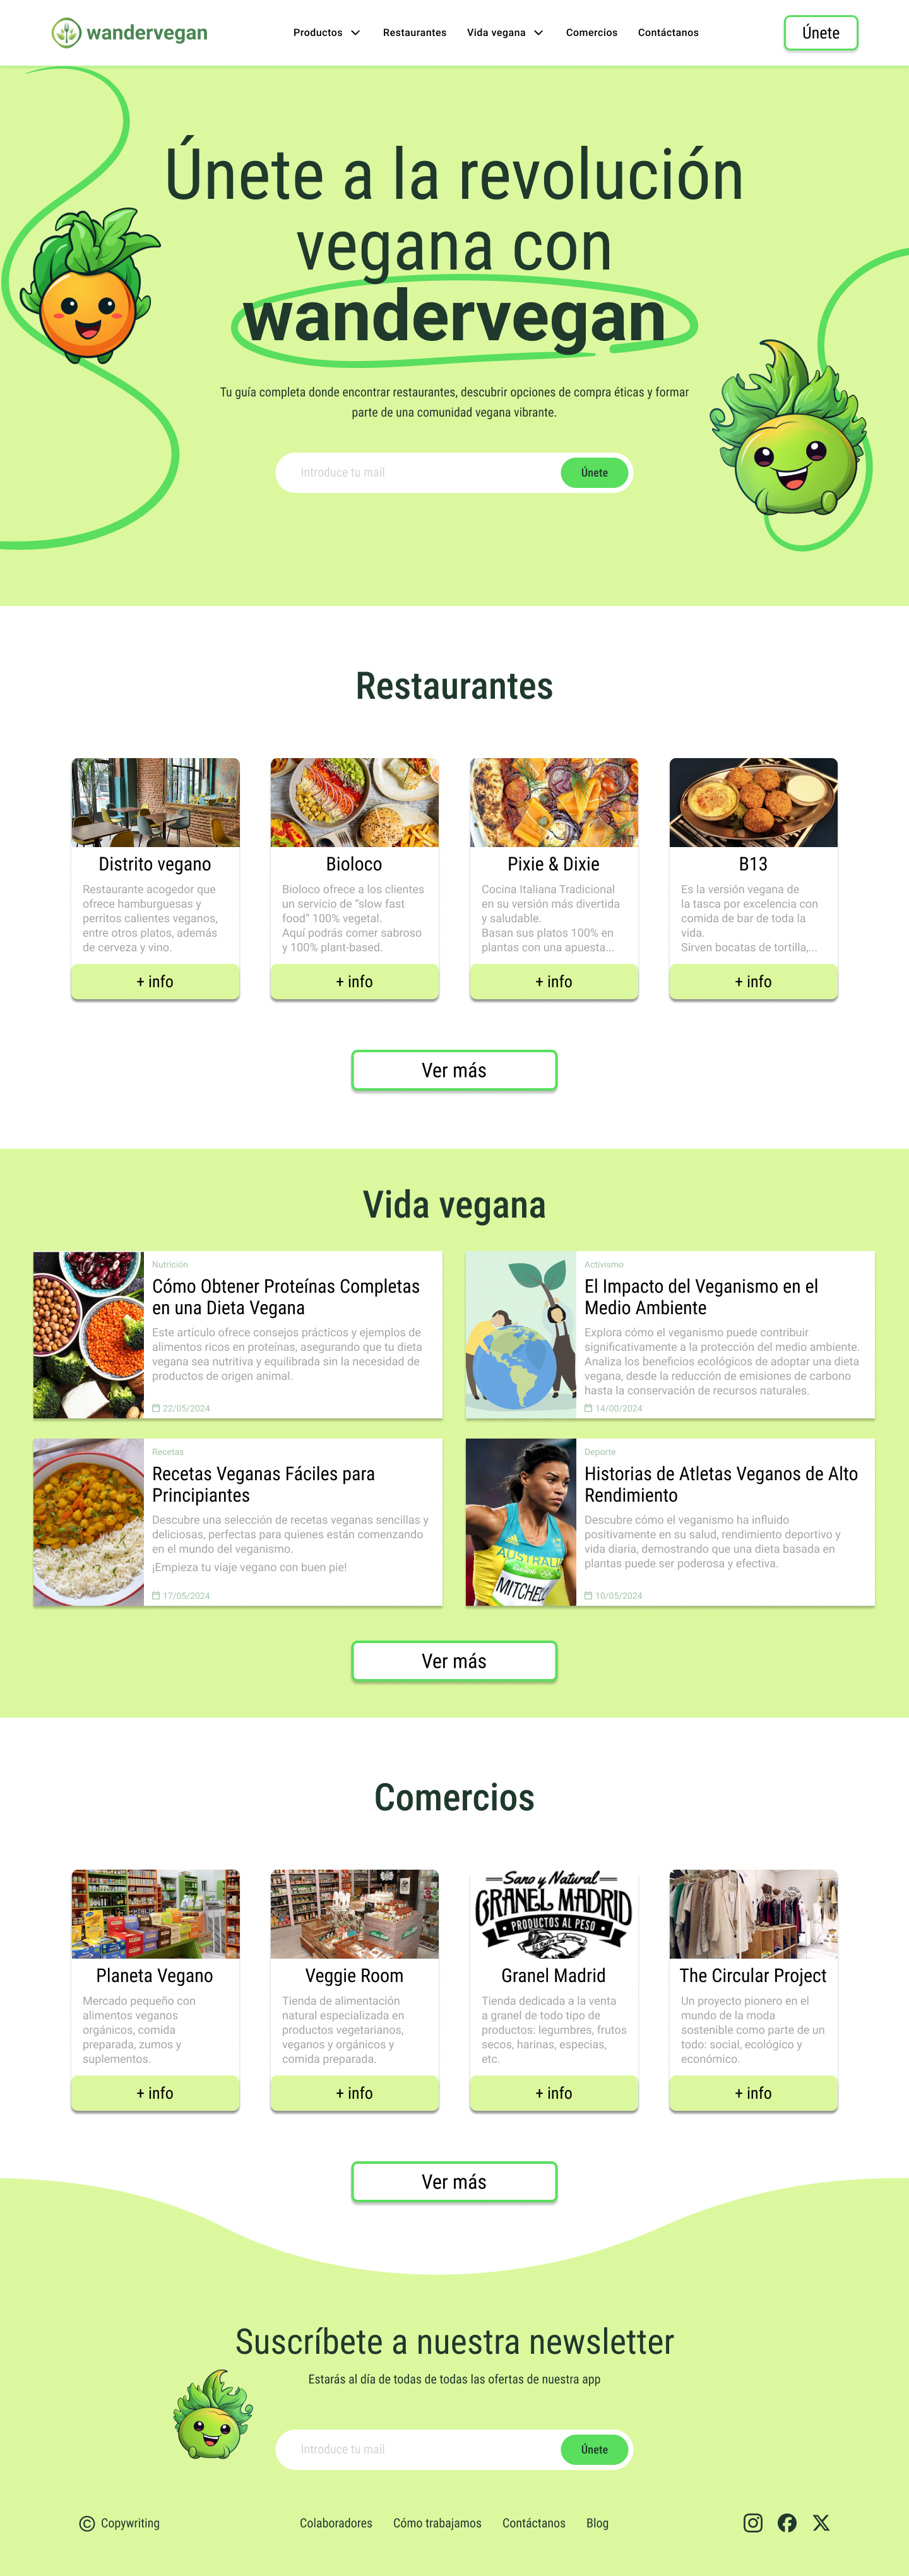 wandervegan
Productos
Restaurantes
Vida vegana
Comercios
Contáctanos
Únete
Únete a la revolución
vegana con
wandervegan
Tu guía completa donde encontrar restaurantes, descubrir opciones de compra éticas y formar
parte de una comunidad vegana vibrante.
Introduce tu mail
Únete
Restaurantes
Distrito vegano
Restaurante acogedor que
ofrece hamburguesas y
perritos calientes veganos,
entre otros platos, además
de cerveza y vino.
+ info
Bioloco
Bioloco ofrece a los clientes
un servicio de “slow fast
food” 100% vegetal.
Aquí podrás comer sabroso
y 100% plant-based.
+ info
Pixie & Dixie
Cocina Italiana Tradicional
en su versión más divertida
y saludable.
Basan sus platos 100% en
plantas con una apuesta...
+ info
B13
Es la versión vegana de
la tasca por excelencia con
comida de bar de toda la
vida.
Sirven bocatas de tortilla,...
+ info
Ver más
Vida vegana
Nutrición
Cómo Obtener Proteínas Completas
en una Dieta Vegana
Este artículo ofrece consejos prácticos y ejemplos de
alimentos ricos en proteínas, asegurando que tu dieta
vegana sea nutritiva y equilibrada sin la necesidad de
productos de origen animal.
22/05/2024
Activismo
El Impacto del Veganismo en el
Medio Ambiente
Explora cómo el veganismo puede contribuir
significativamente a la protección del medio ambiente.
Analiza los beneficios ecológicos de adoptar una dieta
vegana, desde la reducción de emisiones de carbono
hasta la conservación de recursos naturales.
14/00/2024
Recetas
Recetas Veganas Fáciles para
Principiantes
Descubre una selección de recetas veganas sencillas y
deliciosas, perfectas para quienes están comenzando
en el mundo del veganismo.
¡Empieza tu viaje vegano con buen pie!
17/05/2024
AUSTRALIA
MITCHELL
Deporte
Historias de Atletas Veganos de Alto
Rendimiento
Descubre cómo el veganismo ha influido
positivamente en su salud, rendimiento deportivo y
vida diaria, demostrando que una dieta basada en
plantas puede ser poderosa y efectiva.
10/05/2024
Ver más
Comercios
Planeta Vegano
Mercado pequeño con
alimentos veganos
orgánicos, comida
preparada, zumos y
suplementos.
+ info
Veggie Room
Tienda de alimentación
natural especializada en
productos vegetarianos,
veganos y orgánicos y
comida preparada.
+ info
Sano y Natural
GRANEL MADRID
PRODUCTOS AL PESO
Granel Madrid
Tienda dedicada a la venta
a granel de todo tipo de
productos: legumbres, frutos
secos, harinas, especias,
etc.
+ info
The Circular Project
Un proyecto pionero en el
mundo de la moda
sostenible como parte de un
todo: social, ecológico y
económico.
+ info
Ver más
Suscríbete a nuestra newsletter
Estarás al día de todas de todas las ofertas de nuestra app
Introduce tu mail
Únete
© Copywriting
Colaboradores
Cómo trabajamos
Contáctanos
Blog